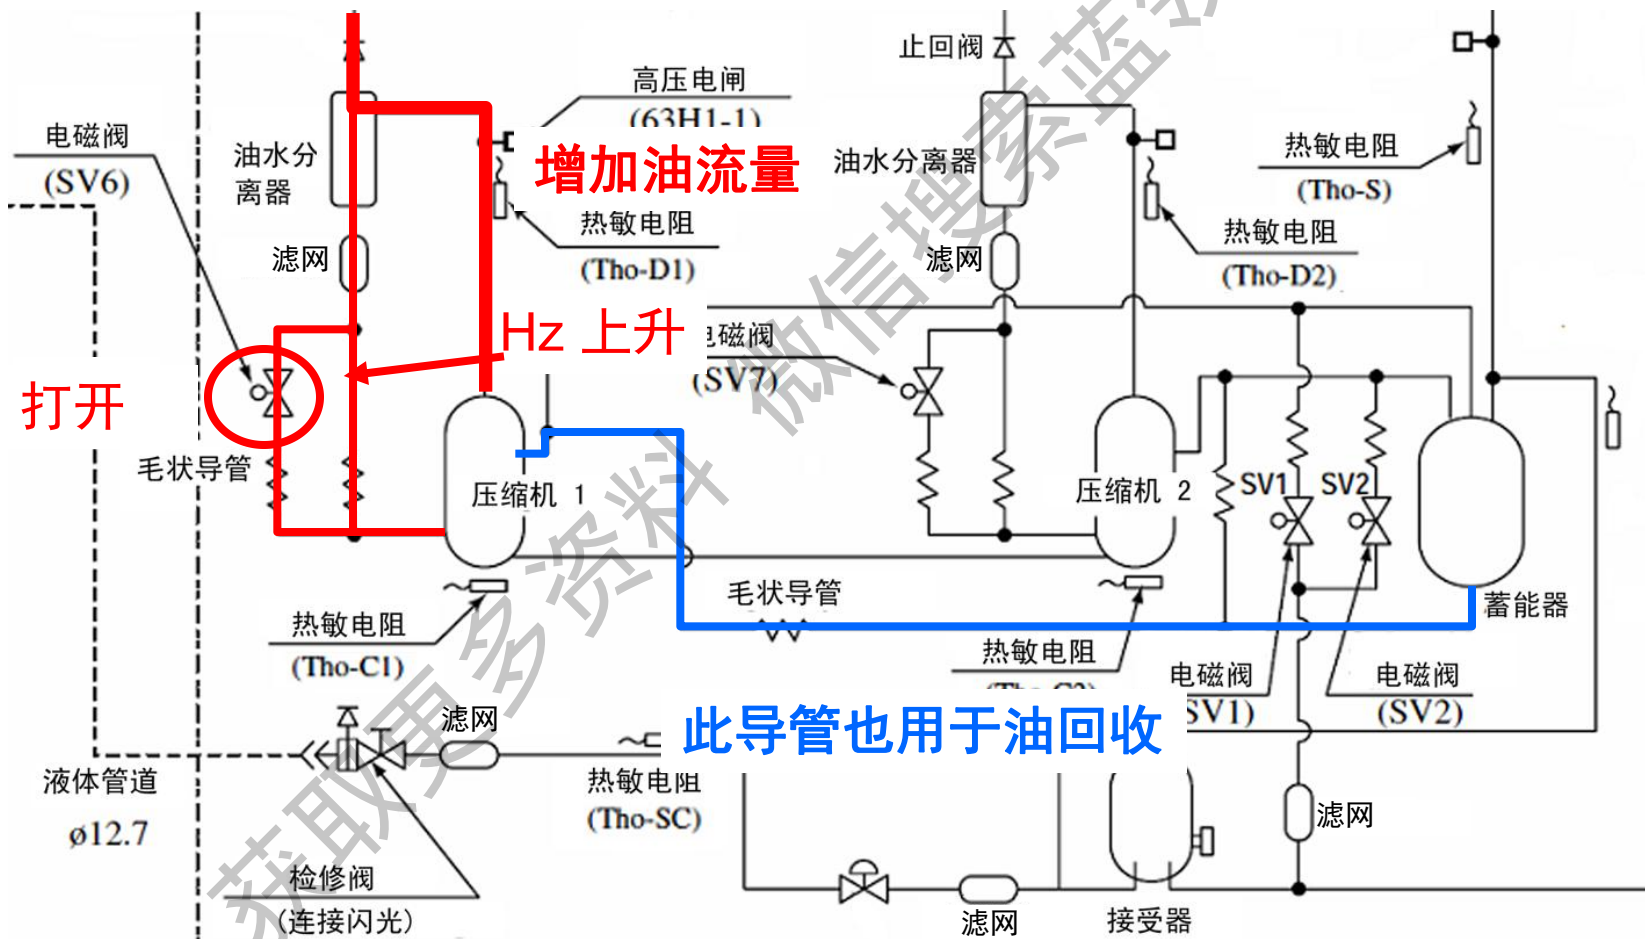 止回阀
高压电闸
(63H1-1)
电磁阀
(SV6)
油水分
离器
增加油流量
油水分离器
热敏电阻
(Tho-S)
热敏电阻
(Tho-D1)
热敏电阻
(Tho-D2)
滤网
滤网
Hz 上升
电磁阀
(SV7)
打开
毛状导管
压缩机 1
压缩机 2
SV1
SV2
毛状导管
蓄能器
热敏电阻
(Tho-C1)
热敏电阻
电磁阀
SV1)
电磁阀
(SV2)
滤网
此导管也用于油回收
液体管道
ø12.7
热敏电阻
(Tho-SC)
滤网
检修阀
(连接闪光)
滤网
接受器
微信搜索蓝领
获取更多资料